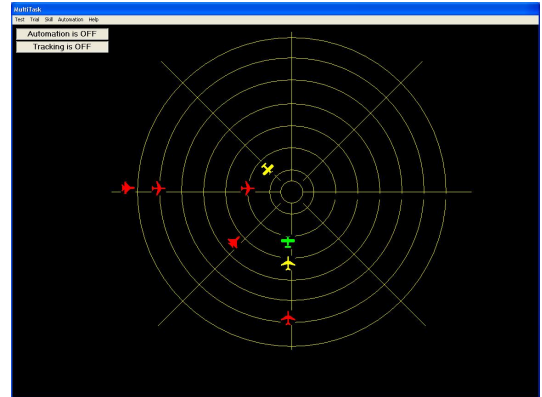 MultiTask
Test Trial Skill Automation Help
Automation is OFF
Tracking is OFF